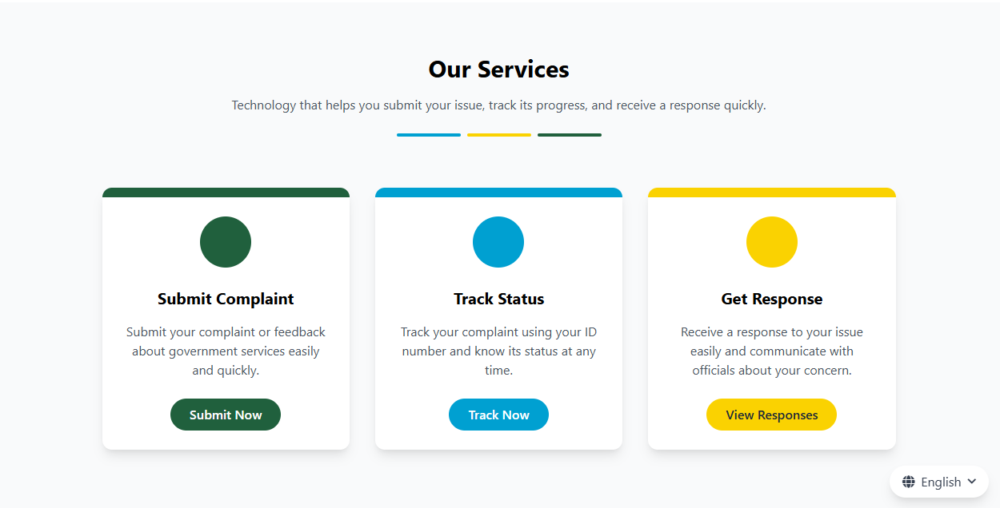 Our Services
Technology that helps you submit your issue, track its progress, and receive a response quickly.
Submit Complaint
Submit your complaint or feedback
about government services easily
and quickly.
Submit Now
Track Status
Track your complaint using your ID
number and know its status at any
time.
Track Now
Get Response
Receive a response to your issue
easily and communicate with
officials about your concern.
View Responses
English